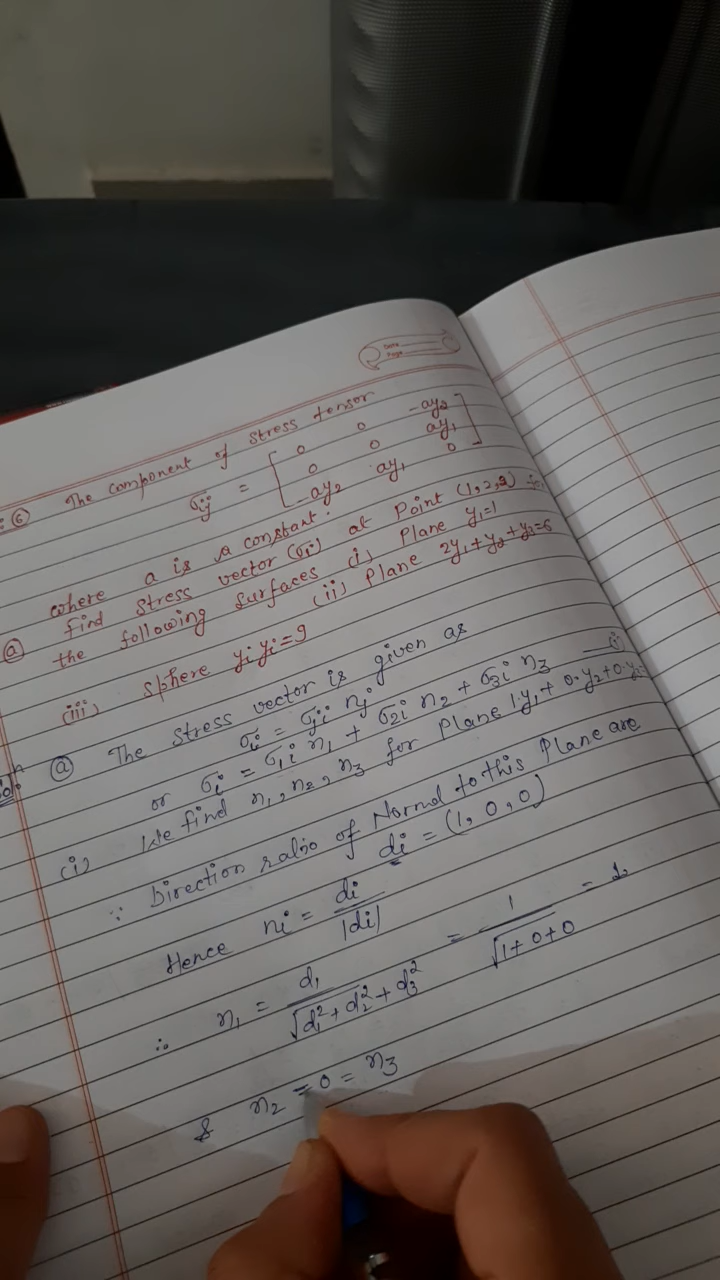 Date
Page
:⑥ The component of stress tensor
σij = [ 0 0 -ay2
0 0 ay1
-ay2 ay1 0 ]
where a is a constant.
ⓐ find stress vector (σi) at point (1,2,2) for
the following surfaces (i) Plane y1=1
(ii) Plane 2y1+y2+y3=6
(iii) sphere yiyi=9
ⓐ The stress vector is given as
σi = σji nj
or σi = σ1i n1 + σ2i n2 + σ3i n3 —(i)
(i) We find n1, n2, n3 for Plane 1.y1 + 0.y2+0.y3=
∵ Direction ratio of Normal to this Plane are
di = (1, 0, 0)
Hence ni = di/|di|
∴ n1 = d1/√d1²+d2²+d3² = 1/√1+0+0 = 1
& n2 = 0 = n3